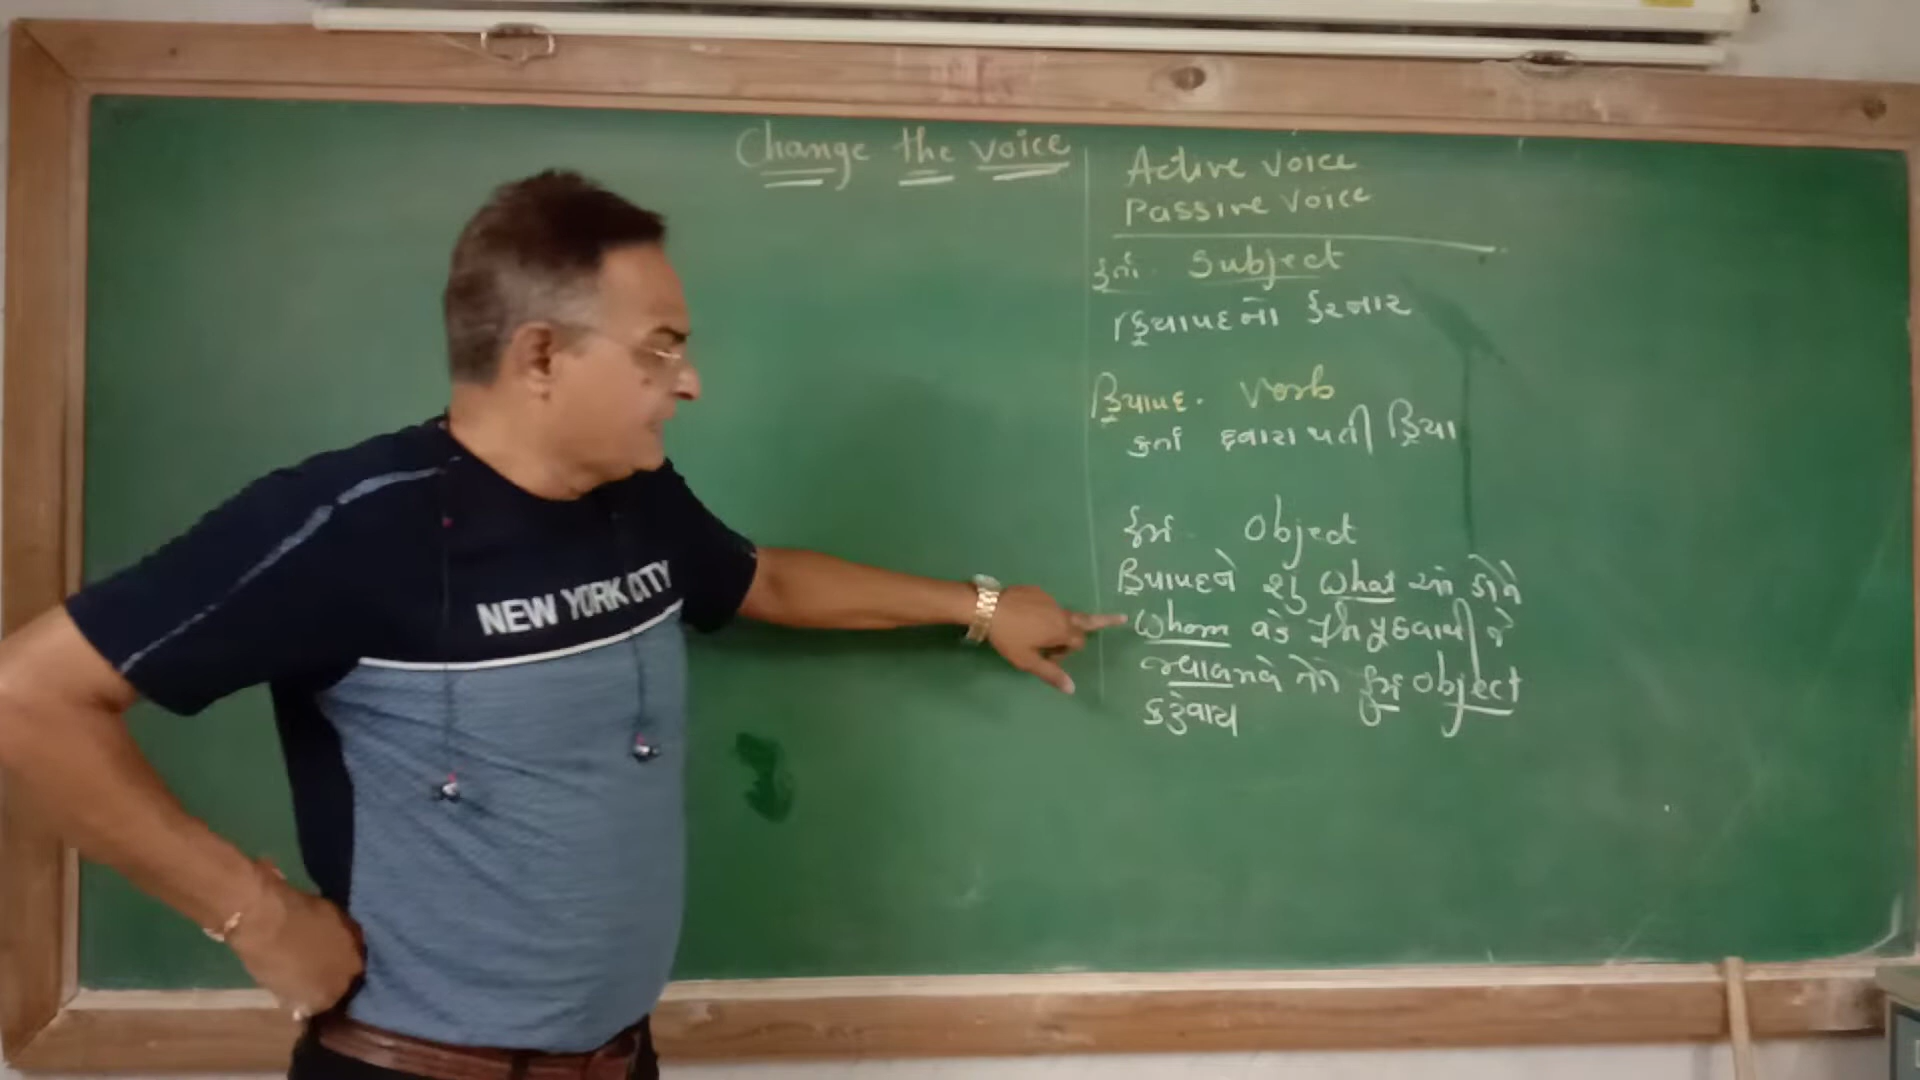 Change the voice
Active voice
Passive voice
કર્તા. Subject
ક્રિયાપદનો કરનાર
ક્રિયાપદ. Verb
કર્તા દ્વારા થતી ક્રિયા
કર્મ Object
ક્રિયાપદને શું What અને કોને
Whom વડે પ્રશ્ન પુછવાથી જે
જવાબ મળે તેને કર્મ object
કહેવાય
NEW YORK CITY